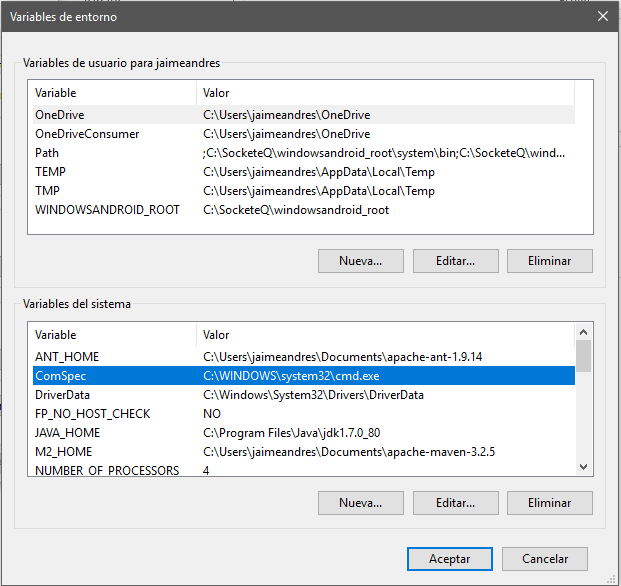 Variables de entorno
Variables de usuario para jaimeandres
Variable Valor
OneDrive C:\Users\jaimeandres\OneDrive
OneDriveConsumer C:\Users\jaimeandres\OneDrive
Path ;C:\SocketeQ\windowsandroid_root\system\bin;C:\SocketeQ\wind...
TEMP C:\Users\jaimeandres\AppData\Local\Temp
TMP C:\Users\jaimeandres\AppData\Local\Temp
WINDOWSANDROID_ROOT C:\SocketeQ\windowsandroid_root
Nueva... Editar... Eliminar
Variables del sistema
Variable Valor
ANT_HOME C:\Users\jaimeandres\Documents\apache-ant-1.9.14
ComSpec C:\WINDOWS\system32\cmd.exe
DriverData C:\Windows\System32\Drivers\DriverData
FP_NO_HOST_CHECK NO
JAVA_HOME C:\Program Files\Java\jdk1.7.0_80
M2_HOME C:\Users\jaimeandres\Documents\apache-maven-3.2.5
NUMBER_OF_PROCESSORS 4
Nueva... Editar... Eliminar
Aceptar Cancelar